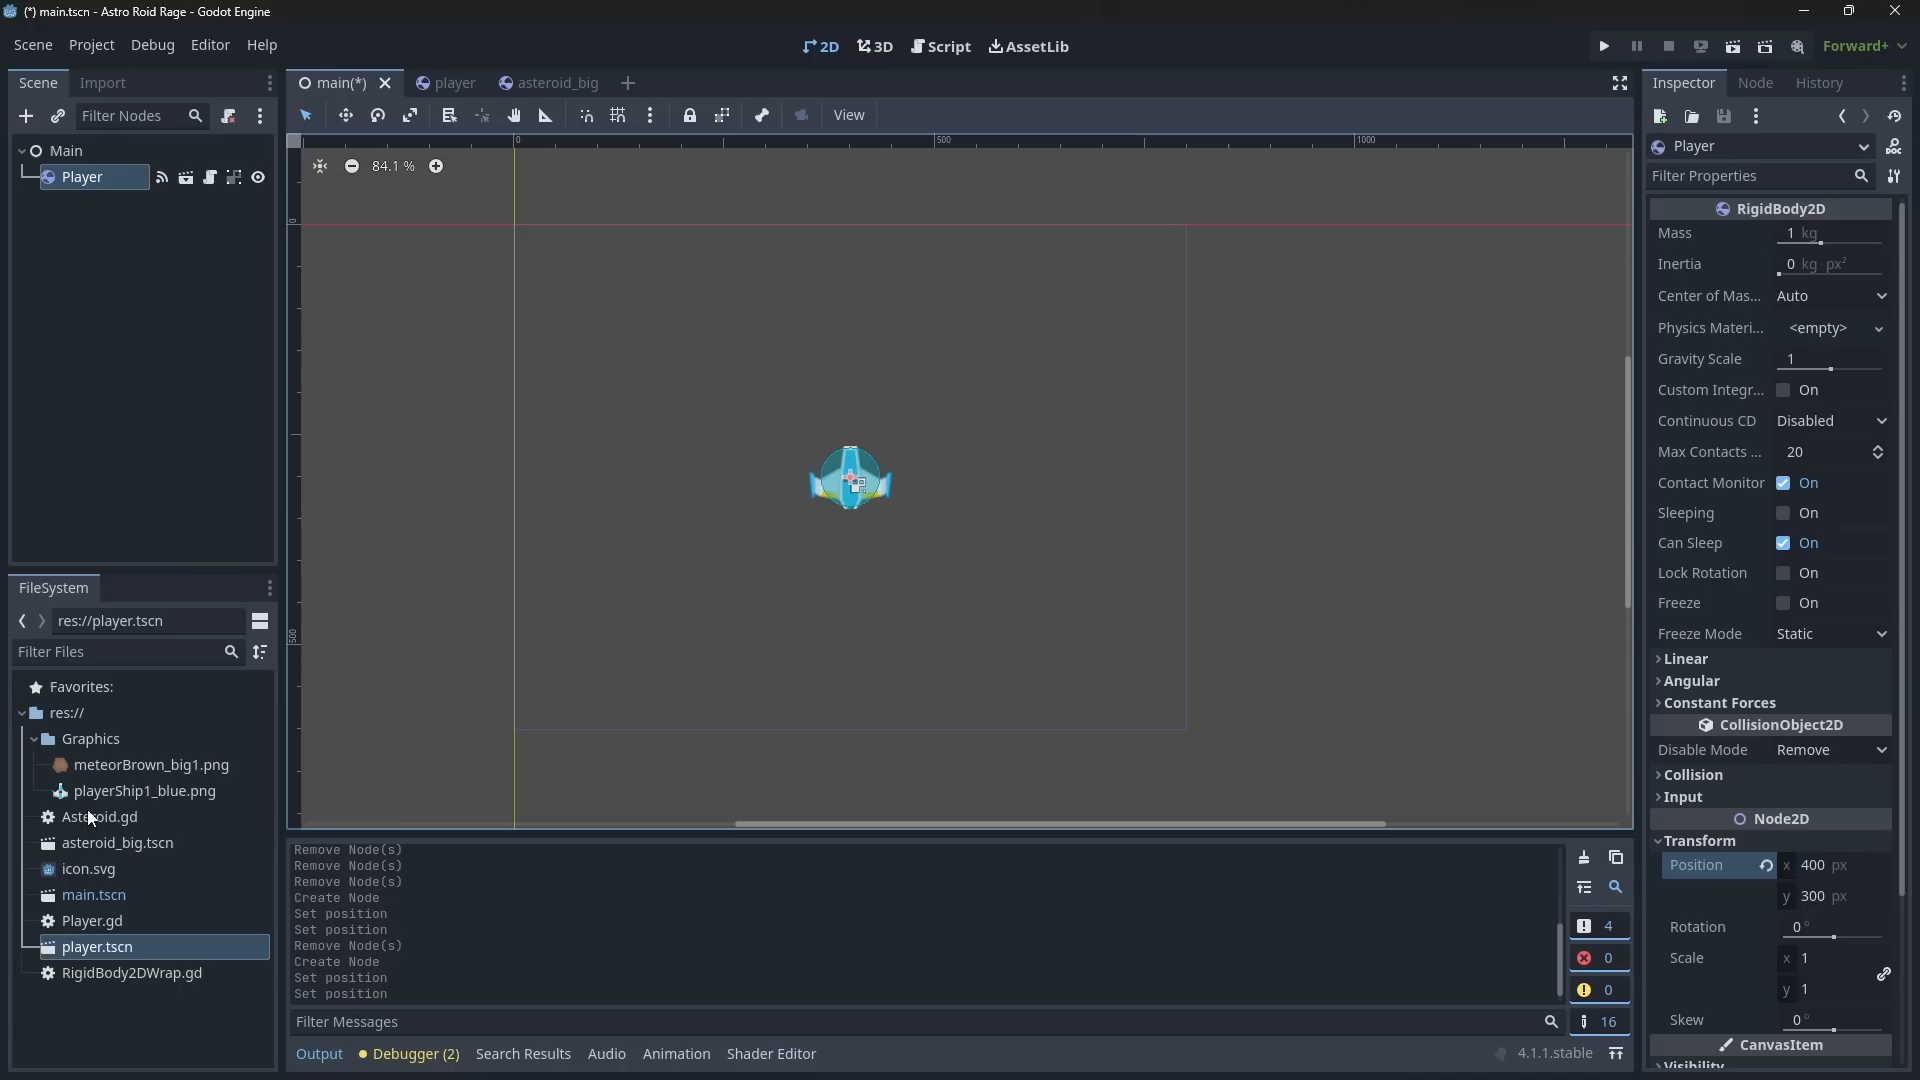 (*) main.tscn - Astro Roid Rage - Godot Engine
Scene Project Debug Editor Help
2D 3D Script AssetLib
Forward+
Scene Import
Filter Nodes
Main
Player
FileSystem
res://player.tscn
Filter Files
Favorites:
res://
Graphics
meteorBrown_big1.png
playerShip1_blue.png
Asteroid.gd
asteroid_big.tscn
icon.svg
main.tscn
Player.gd
player.tscn
RigidBody2DWrap.gd
main(*) player asteroid_big
View
0 500 1000
84.1 %
0
500
Remove Node(s)
Remove Node(s)
Remove Node(s)
Create Node
Set position
Set position
Remove Node(s)
Create Node
Set position
Set position
4
0
0
16
Filter Messages
Output Debugger (2) Search Results Audio Animation Shader Editor
4.1.1.stable
Inspector Node History
Player
Filter Properties
RigidBody2D
Mass 1 kg
Inertia 0 kg·px²
Center of Mas... Auto
Physics Materi... <empty>
Gravity Scale 1
Custom Integr... On
Continuous CD Disabled
Max Contacts ... 20
Contact Monitor On
Sleeping On
Can Sleep On
Lock Rotation On
Freeze On
Freeze Mode Static
Linear
Angular
Constant Forces
CollisionObject2D
Disable Mode Remove
Collision
Input
Node2D
Transform
Position x 400 px
y 300 px
Rotation 0 °
Scale x 1
y 1
Skew 0 °
CanvasItem
Visibility